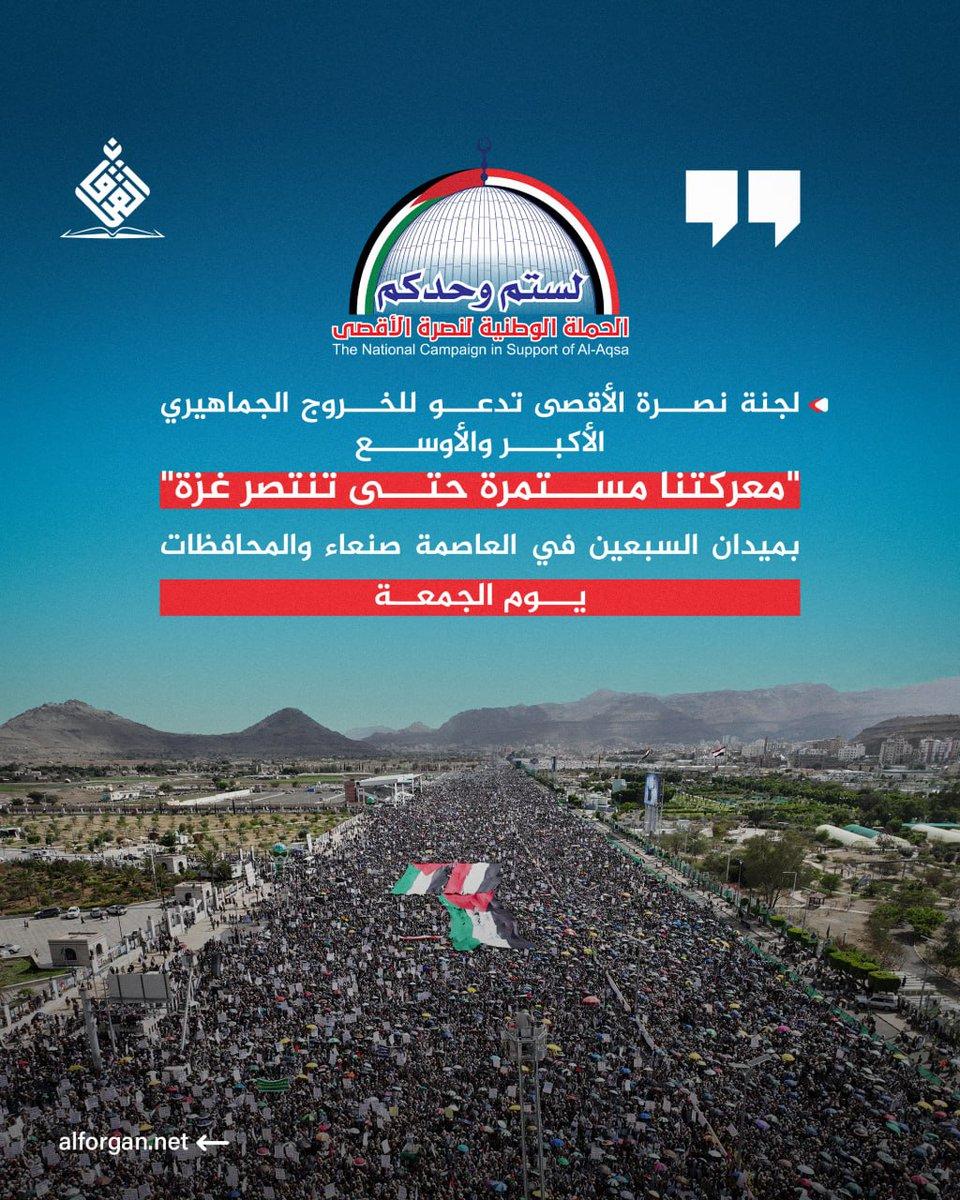 الفرقان
لستم وحدكم
الحملة الوطنية لنصرة الأقصى
The National Campaign in Support of Al-Aqsa
لجنة نصرة الأقصى تدعو للخروج الجماهيري
الأكبر والأوسع
"معركتنا مستمرة حتى تنتصر غزة"
بميدان السبعين في العاصمة صنعاء والمحافظات
يوم الجمعة
alforgan.net